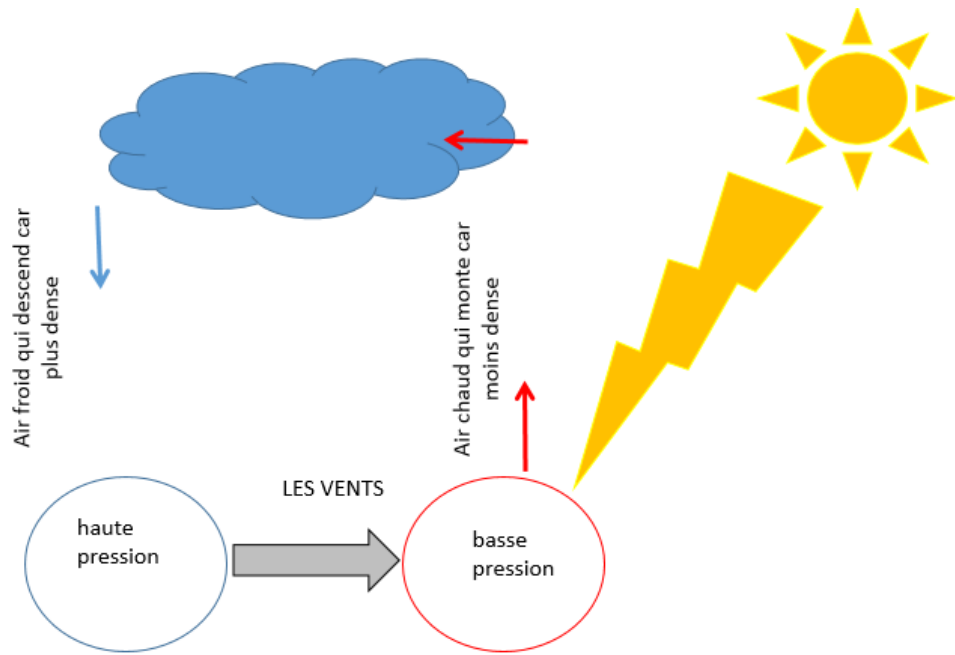 Air froid qui descend car
plus dense
Air chaud qui monte car
moins dense
LES VENTS
haute
pression
basse
pression